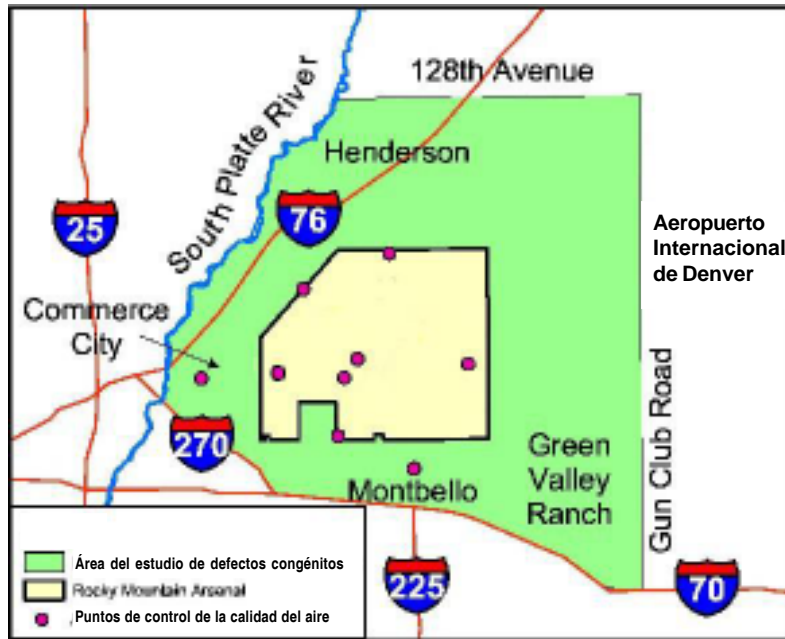 128th Avenue
South Platte River
Henderson
76
25
Aeropuerto
Internacional
de Denver
Commerce
City
270
Green
Valley
Ranch
Gun Club Road
Montbello
225
70
Área del estudio de defectos congénitos
Rocky Mountain Arsenal
Puntos de control de la calidad del aire